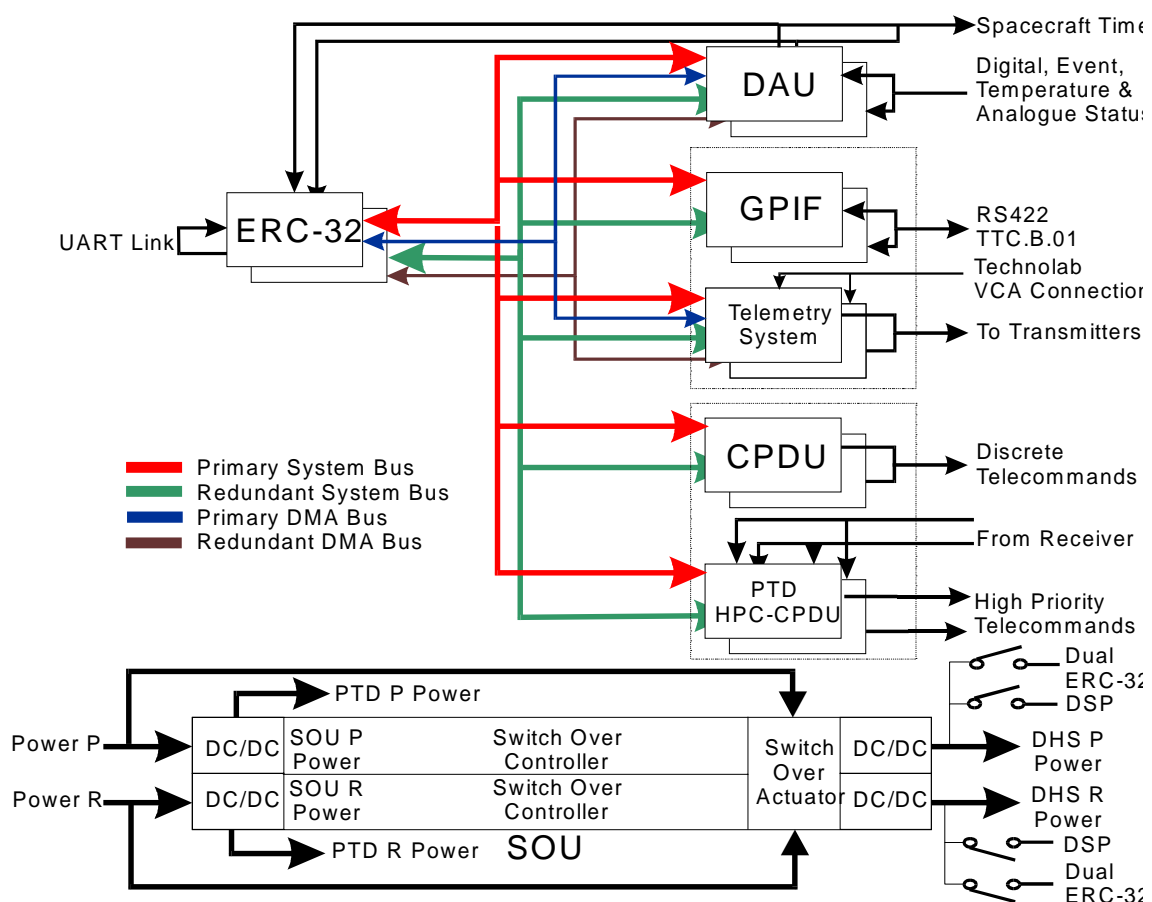 Spacecraft Time
Digital, Event,
Temperature &
Analogue Status
DAU
GPIF
RS422
TTC.B.01
ERC-32
UART Link
Technolab
VCA Connection
Telemetry
System
To Transmitters
CPDU
Discrete
Telecommands
Primary System Bus
Redundant System Bus
Primary DMA Bus
Redundant DMA Bus
From Receiver
PTD
HPC-CPDU
High Priority
Telecommands
Dual
ERC-32
DSP
PTD P Power
Power P
DC/DC
SOU P
Power
Switch Over
Controller
Switch
Over
Actuator
DC/DC
DHS P
Power
Power R
DC/DC
SOU R
Power
Switch Over
Controller
DC/DC
DHS R
Power
PTD R Power
SOU
DSP
Dual
ERC-32